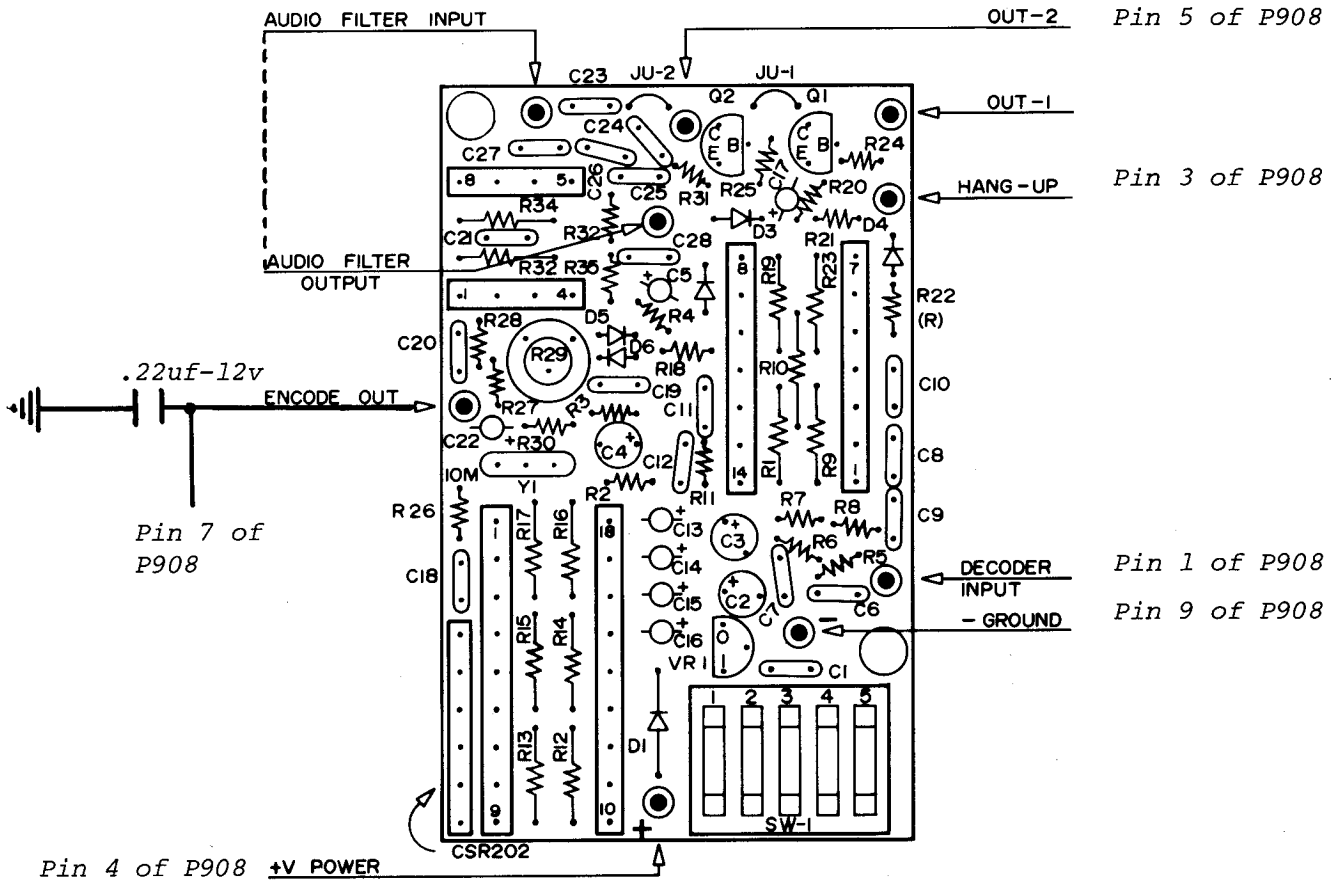 AUDIO FILTER INPUT
OUT-2 Pin 5 of P908
C23 JU-2 JU-1
Q2 Q1
OUT-1
C24 C B C B
E E
R24
C27
C26
C25
R31 R25 C17 + R20
HANG-UP Pin 3 of P908
8 5
R34
C21
R32
D3 D4
C28
R21
AUDIO FILTER
OUTPUT
R32 R35
8 R19 R23 7
C5
1 4
R4
R22
(R)
D5
R28
C20
R29
D6
R18
R10
.22uf-12v
ENCODE OUT
C19
C10
R27 R3
C11
C22
+
R30
C4 +
C12
14 R1 R9 1
C8
10M
Y1
R2
R11
R7
R8
C9
R26
Pin 7 of
P908
1 R17 R16 18
+ C13
+ C3
R6
R5
C18
+ C14
DECODER
INPUT
Pin 1 of P908
+ C15
+ C2
C7
C6
- GROUND Pin 9 of P908
R15 R14
+ C16
O
I
VR1
-
C1
1 2 3 4 5
R13 R12
D1
9 10
+
SW-1
CSR202
Pin 4 of P908 +V POWER